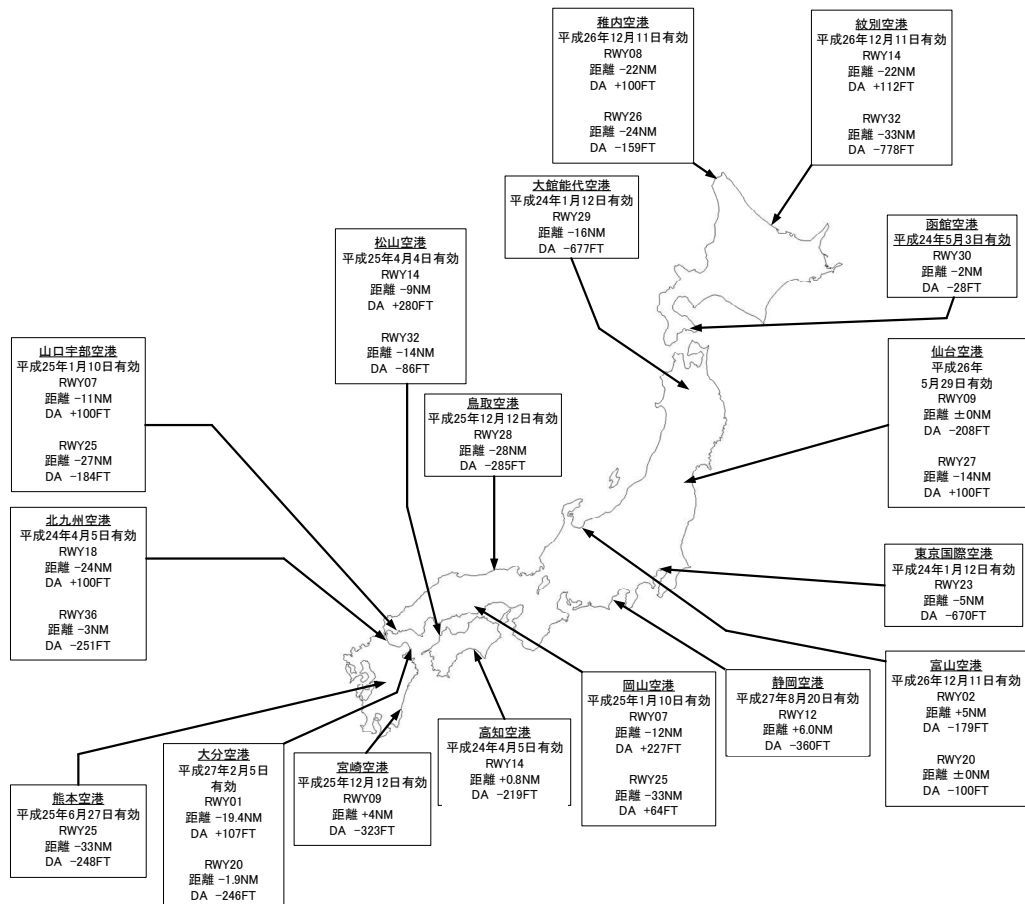 稚内空港
平成26年12月11日有効
RWY08
距離 -22NM
DA +100FT
RWY26
距離 -24NM
DA -159FT
紋別空港
平成26年12月11日有効
RWY14
距離 -22NM
DA +112FT
RWY32
距離 -33NM
DA -778FT
大館能代空港
平成24年1月12日有効
RWY29
距離 -16NM
DA -677FT
函館空港
平成24年5月3日有効
RWY30
距離 -2NM
DA -28FT
松山空港
平成25年4月4日有効
RWY14
距離 -9NM
DA +280FT
RWY32
距離 -14NM
DA -86FT
山口宇部空港
平成25年1月10日有効
RWY07
距離 -11NM
DA +100FT
RWY25
距離 -27NM
DA -184FT
仙台空港
平成26年
5月29日有効
RWY09
距離 ±0NM
DA -208FT
RWY27
距離 -14NM
DA +100FT
鳥取空港
平成25年12月12日有効
RWY28
距離 -28NM
DA -285FT
北九州空港
平成24年4月5日有効
RWY18
距離 -24NM
DA +100FT
RWY36
距離 -3NM
DA -251FT
東京国際空港
平成24年1月12日有効
RWY23
距離 -5NM
DA -670FT
富山空港
平成26年12月11日有効
RWY02
距離 +5NM
DA -179FT
RWY20
距離 ±0NM
DA -100FT
静岡空港
平成27年8月20日有効
RWY12
距離 +6.0NM
DA -360FT
岡山空港
平成25年1月10日有効
RWY07
距離 -12NM
DA +227FT
RWY25
距離 -33NM
DA +64FT
高知空港
平成24年4月5日有効
RWY14
距離 +0.8NM
DA -219FT
宮崎空港
平成25年12月12日有効
RWY09
距離 +4NM
DA -323FT
大分空港
平成27年2月5日
有効
RWY01
距離 -19.4NM
DA +107FT
RWY20
距離 -1.9NM
DA -246FT
熊本空港
平成25年6月27日有効
RWY25
距離 -33NM
DA -248FT